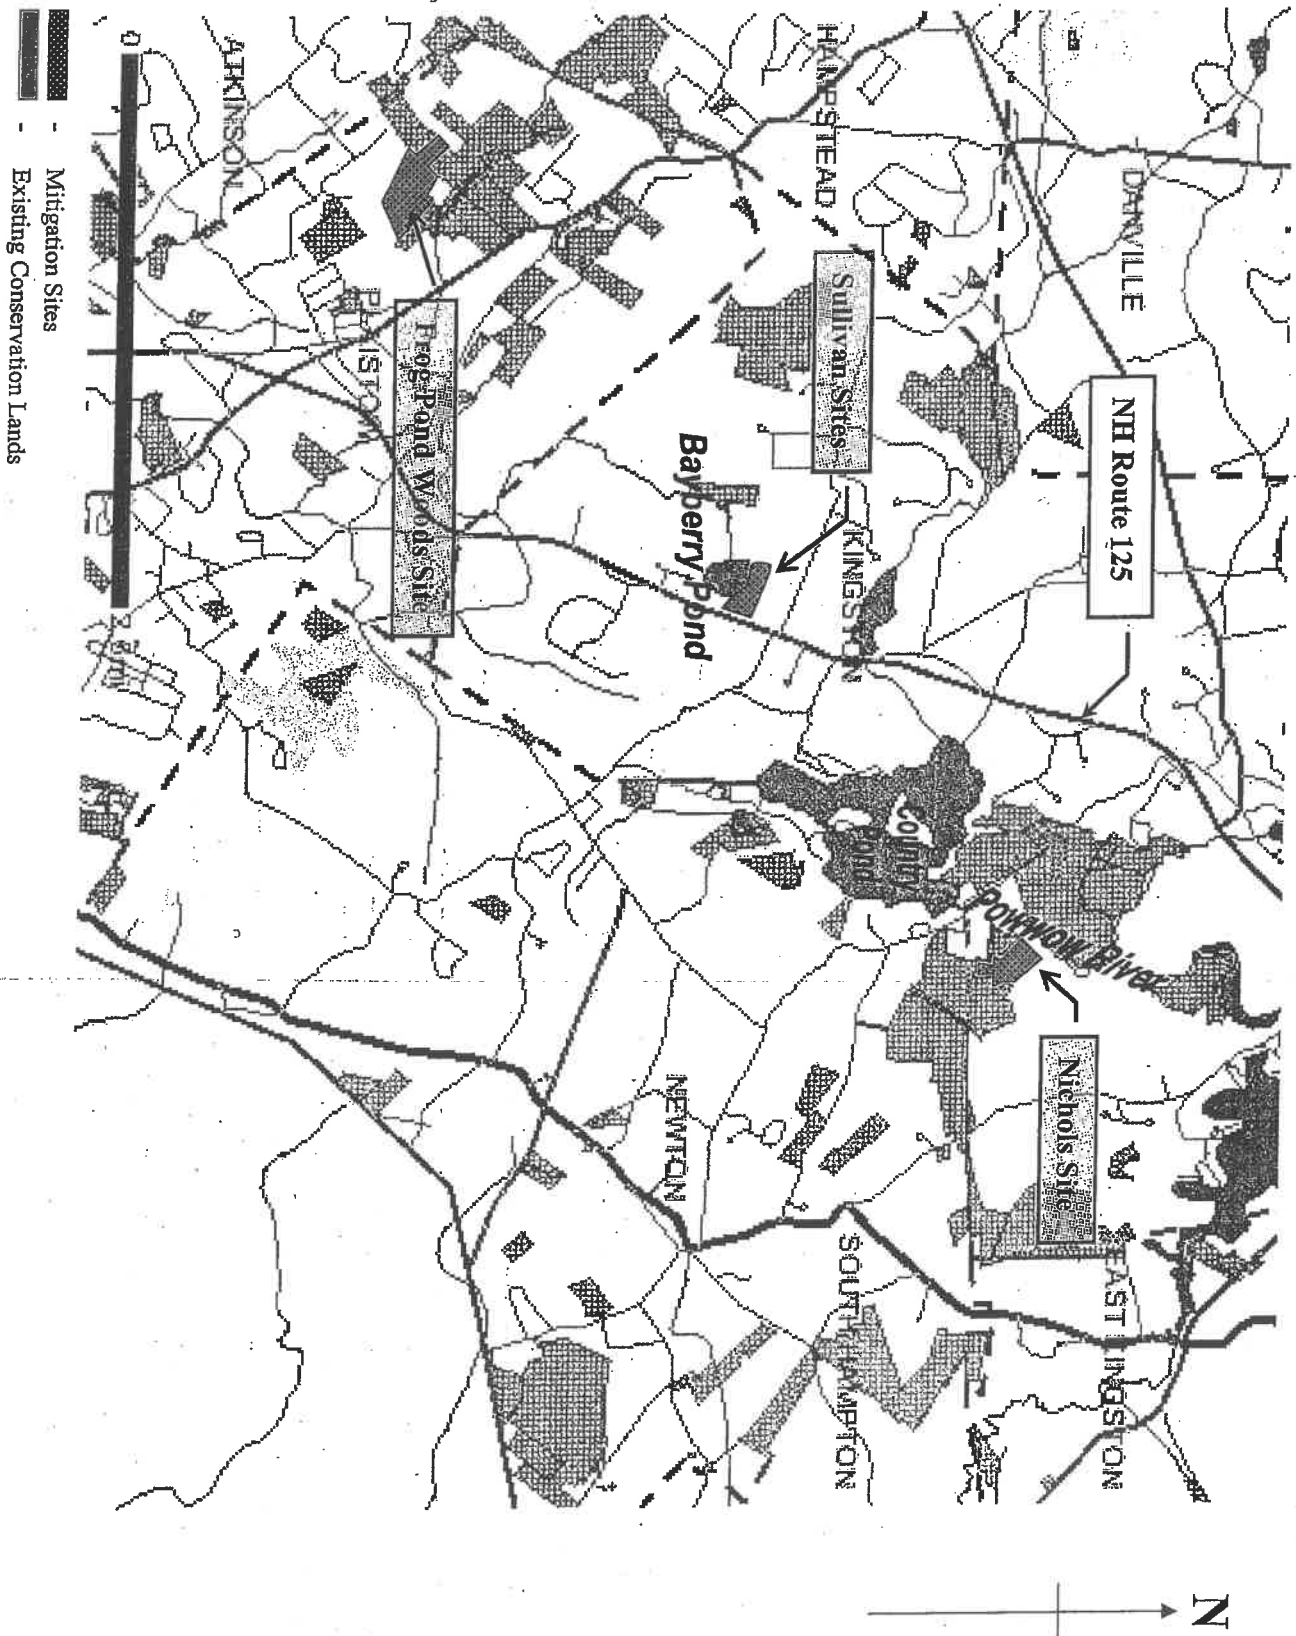 DANVILLE
HAMPSTEAD
ATKINSON
NH Route 125
Sullivan Sites
KINGSTON
Bayberry Pond
Frog Pond Woods Site
Country
Pond
Powwow River
Nichols Site
EAST KINGSTON
NEWTON
SOUTH HAMPTON
0
N
- Mitigation Sites
- Existing Conservation Lands